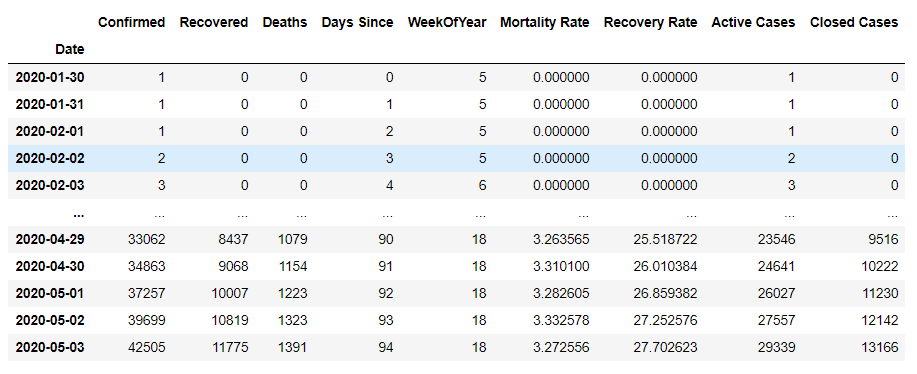 Confirmed Recovered Deaths Days Since WeekOfYear Mortality Rate Recovery Rate Active Cases Closed Cases
Date
2020-01-30 1 0 0 0 5 0.000000 0.000000 1 0
2020-01-31 1 0 0 1 5 0.000000 0.000000 1 0
2020-02-01 1 0 0 2 5 0.000000 0.000000 1 0
2020-02-02 2 0 0 3 5 0.000000 0.000000 2 0
2020-02-03 3 0 0 4 6 0.000000 0.000000 3 0
... ... ... ... ... ... ... ... ... ...
2020-04-29 33062 8437 1079 90 18 3.263565 25.518722 23546 9516
2020-04-30 34863 9068 1154 91 18 3.310100 26.010384 24641 10222
2020-05-01 37257 10007 1223 92 18 3.282605 26.859382 26027 11230
2020-05-02 39699 10819 1323 93 18 3.332578 27.252576 27557 12142
2020-05-03 42505 11775 1391 94 18 3.272556 27.702623 29339 13166